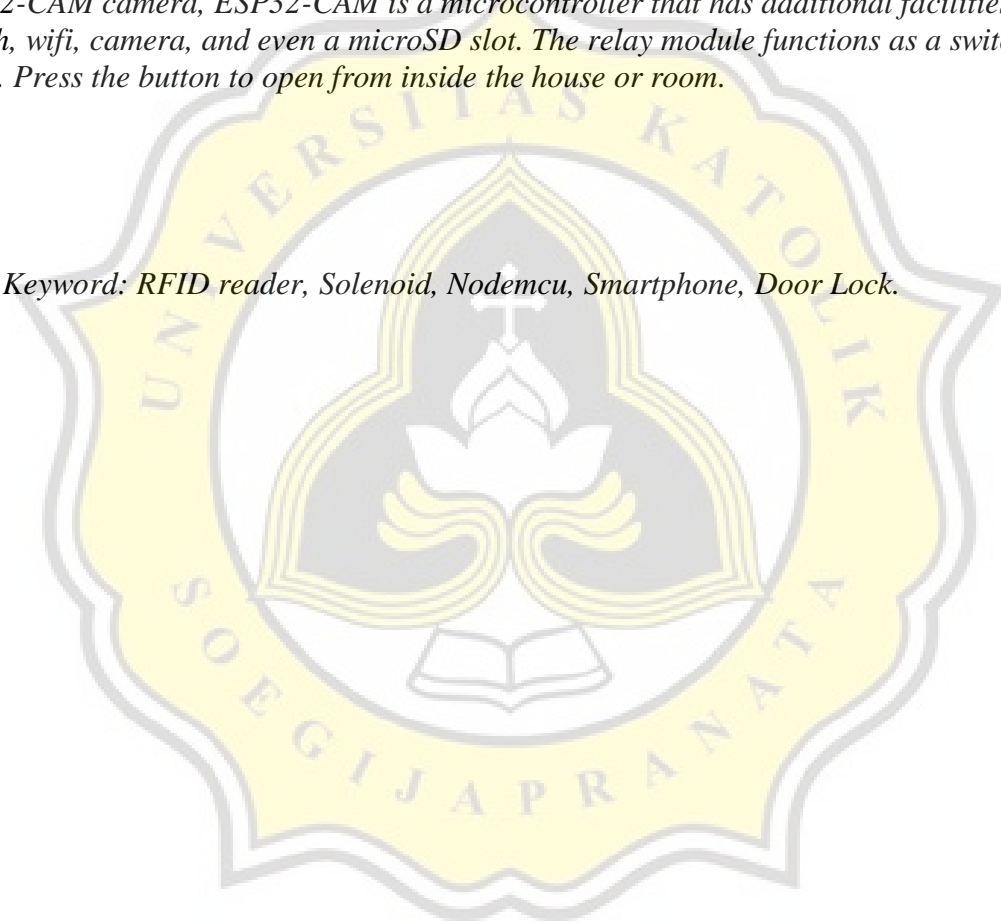 2-CAM camera, ESP32-CAM is a microcontroller that has additional facilities
h, wifi, camera, and even a microSD slot. The relay module functions as a swit
. Press the button to open from inside the house or room.
UNIVERSITAS KATOLIK
Keyword: RFID reader, Solenoid, Nodemcu, Smartphone, Door Lock.
SOEGIJAPRANATA